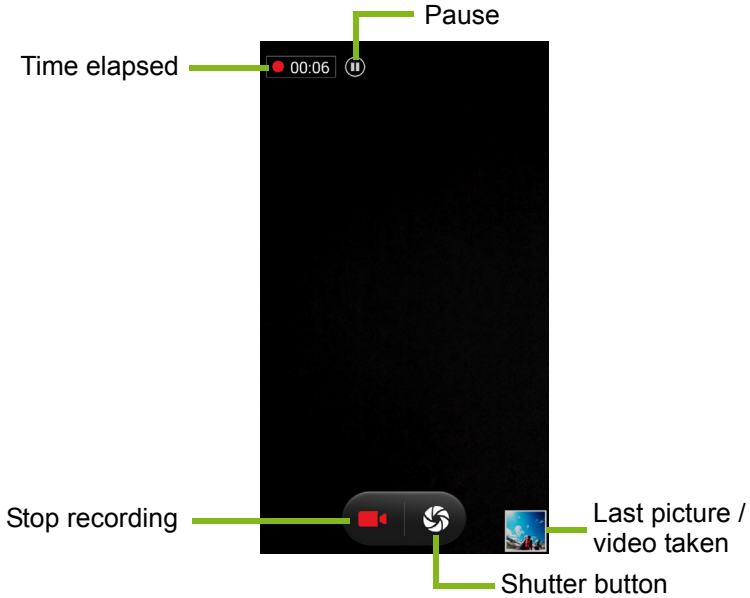 Pause
Time elapsed
00:06
Stop recording
Last picture /
video taken
Shutter button